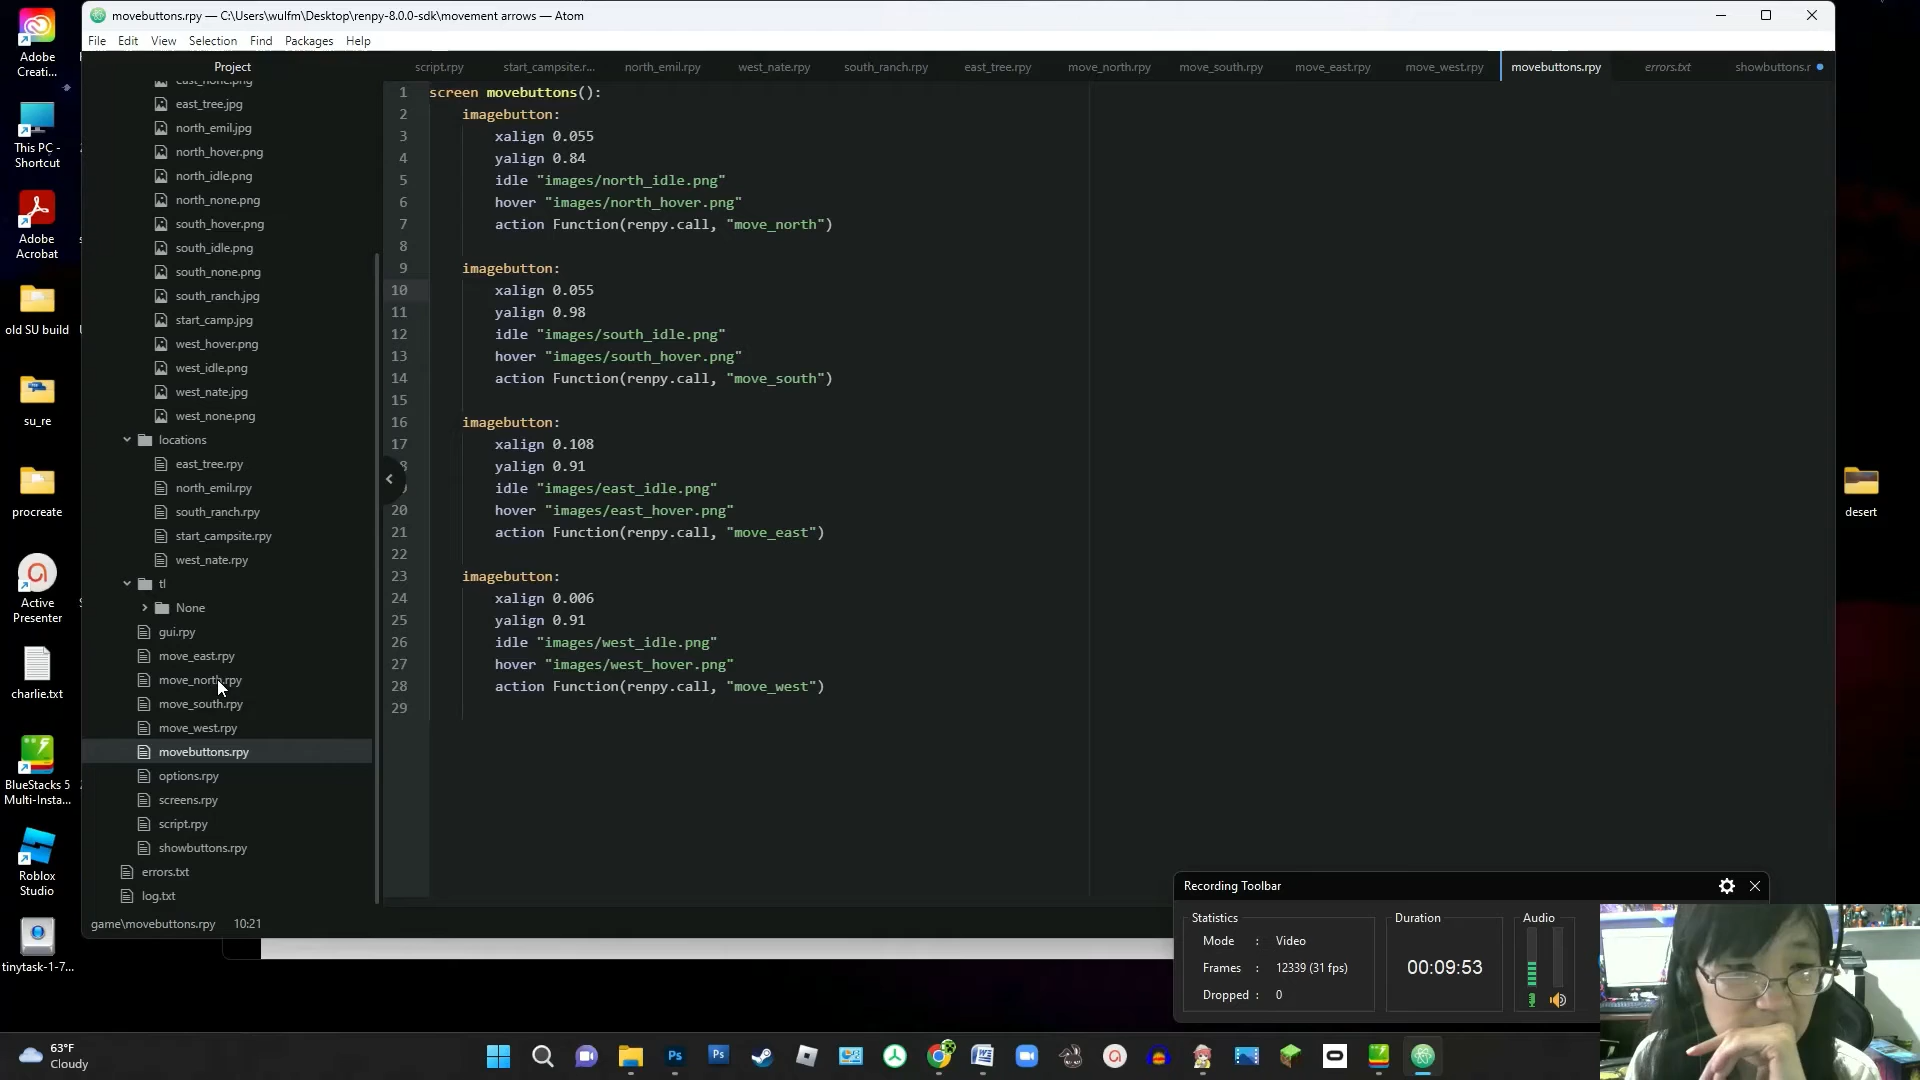 movebuttons.rpy — C:\Users\wulfm\Desktop\renpy-8.0.0-sdk\movement arrows — Atom
File Edit View Selection Find Packages Help
Project
script.rpy start_campsite.r... north_emil.rpy west_nate.rpy south_ranch.rpy east_tree.rpy move_north.rpy move_south.rpy move_east.rpy move_west.rpy movebuttons.rpy errors.txt showbuttons.r
east_none.png
east_tree.jpg
north_emil.jpg
north_hover.png
north_idle.png
north_none.png
south_hover.png
south_idle.png
south_none.png
south_ranch.jpg
start_camp.jpg
west_hover.png
west_idle.png
west_nate.jpg
west_none.png
locations
east_tree.rpy
north_emil.rpy
south_ranch.rpy
start_campsite.rpy
west_nate.rpy
tl
None
gui.rpy
move_east.rpy
move_north.rpy
move_south.rpy
move_west.rpy
movebuttons.rpy
options.rpy
screens.rpy
script.rpy
showbuttons.rpy
errors.txt
log.txt
1 screen movebuttons():
2 imagebutton:
3 xalign 0.055
4 yalign 0.84
5 idle "images/north_idle.png"
6 hover "images/north_hover.png"
7 action Function(renpy.call, "move_north")
8
9 imagebutton:
10 xalign 0.055
11 yalign 0.98
12 idle "images/south_idle.png"
13 hover "images/south_hover.png"
14 action Function(renpy.call, "move_south")
15
16 imagebutton:
17 xalign 0.108
8 yalign 0.91
9 idle "images/east_idle.png"
20 hover "images/east_hover.png"
21 action Function(renpy.call, "move_east")
22
23 imagebutton:
24 xalign 0.006
25 yalign 0.91
26 idle "images/west_idle.png"
27 hover "images/west_hover.png"
28 action Function(renpy.call, "move_west")
29
game\movebuttons.rpy 10:21
Adobe
Creati...
This PC -
Shortcut
Adobe
Acrobat
old SU build
su_re
procreate
Active
Presenter
charlie.txt
BlueStacks 5
Multi-Insta...
Roblox
Studio
tinytask-1-7...
desert
Recording Toolbar
Statistics
Mode : Video
Frames : 12339 (31 fps)
Dropped : 0
Duration
00:09:53
Audio
63°F
Cloudy